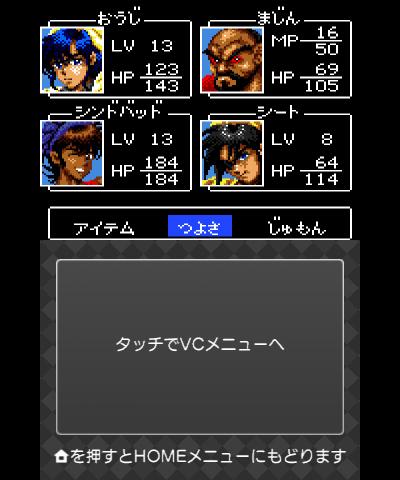 おうじ
LV 13
HP 123/143
まじん
MP 16/50
HP 69/105
シンドバッド
LV 13
HP 184/184
シート
LV 8
HP 64/114
アイテム つよさ じゅもん
タッチでVCメニューへ
を押すとHOMEメニューにもどります